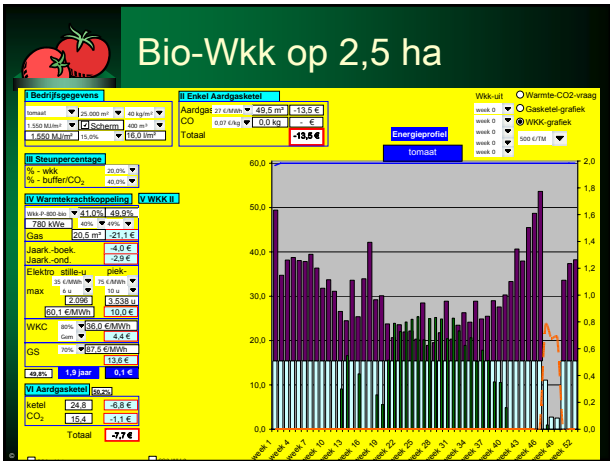 Bio-Wkk op 2,5 ha
I Bedrijfsgegevens
tomaat 25.000 m² 40 kg/m²
1.550 MJ/m² Scherm 400 m³
1.550 MJ/m² 15,0% 16,0 l/m²
II Enkel Aardgasketel
Aardgas 27 €/MWh 49,5 m³ -13,5 €
CO 0,07 €/kg 0,0 kg - €
Totaal -13,5 €
Wkk-uit
week 0
week 0
week 0
week 0
Warmte-CO2-vraag
Gasketel-grafiek
WKK-grafiek
500 €/TM
Energieprofiel
tomaat
III Steunpercentage
% - wkk 20,0%
% - buffer/CO2 40,0%
IV Warmtekrachtkoppeling V WKK II
Wkk-P-800-bio 41,0% 49,9%
780 kWe 40% 49%
Gas 20,5 m³ -21,1 €
Jaark.-boek. -4,0 €
Jaark.-ond. -2,9 €
Elektro stille-u piek-
35 €/MWh 75 €/MWh
max 6 u 10 u
2.096 3.538 u
60,1 €/MWh 10,0 €
WKC 80% 36,0 €/MWh
Gem 4,4 €
GS 70% 87,5 €/MWh
13,6 €
49,8% 1,9 jaar 0,1 €
VI Aardgasketel 50,2%
ketel 24,8 -6,8 €
CO2 15,4 -1,1 €
Totaal -7,7 €
60,0
50,0
40,0
30,0
20,0
10,0
0,0
2,0
1,8
1,6
1,4
1,2
1,0
0,8
0,6
0,4
0,2
0,0
week 1
week 4
week 7
week 10
week 13
week 16
week 19
week 22
week 25
week 28
week 31
week 34
week 37
week 40
week 43
week 46
week 49
week 52
©